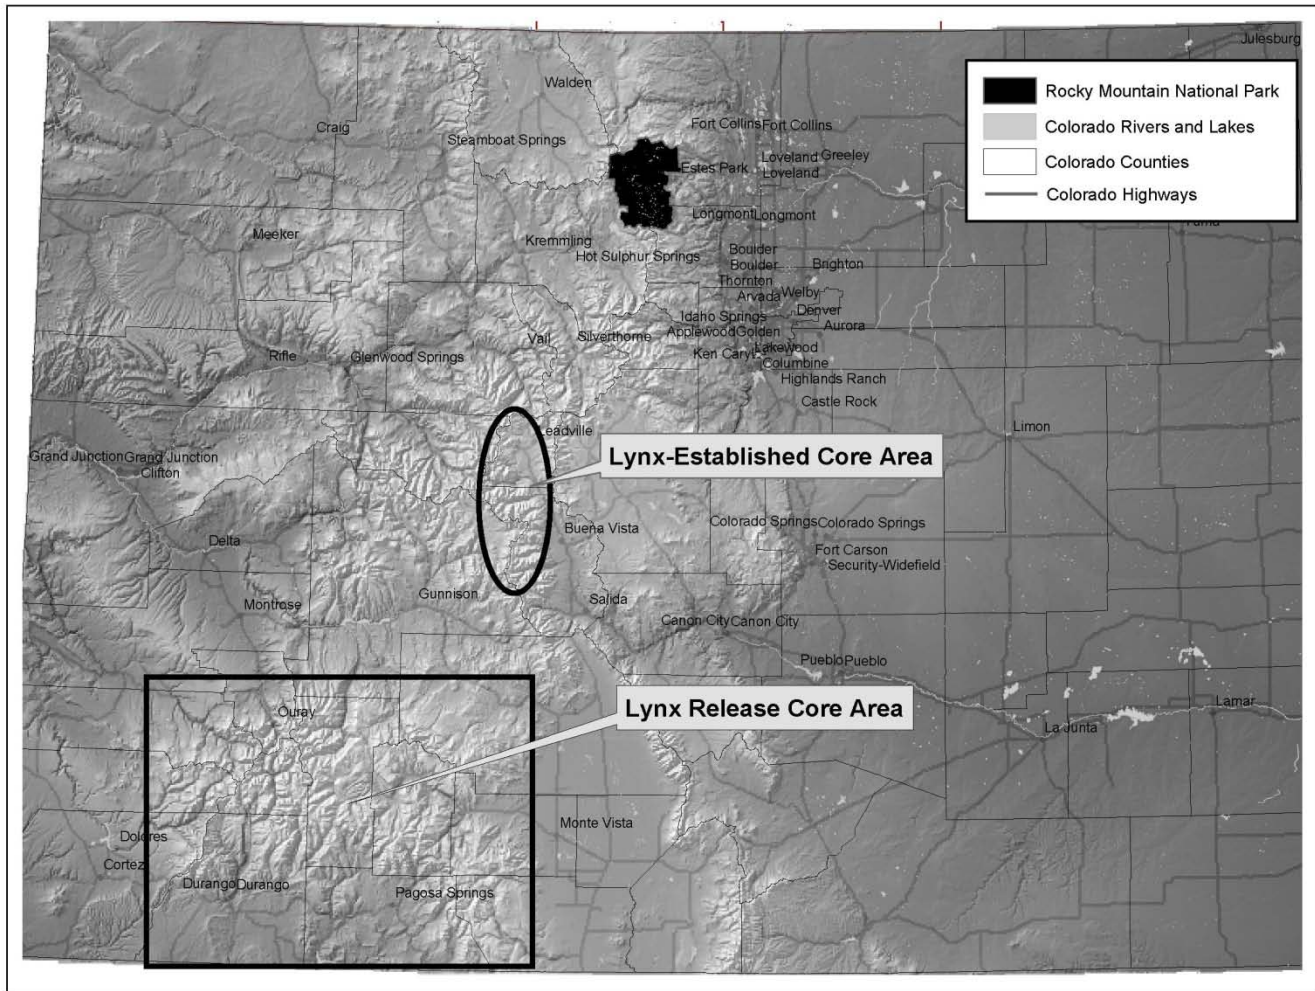 Julesburg
Walden
Rocky Mountain National Park
Colorado Rivers and Lakes
Colorado Counties
Colorado Highways
Craig
Steamboat Springs
Fort Collins
Fort Collins
Estes Park
Loveland
Greeley
Loveland
Longmont
Longmont
Meeker
Kremmling
Hot Sulphur Springs
Boulder
Boulder
Brighton
Thornton
Arvada
Welby
Denver
Idaho Springs
Aurora
Applewood
Golden
Vail
Silverthorne
Ken Caryl
Lakewood
Columbine
Rifle
Glenwood Springs
Highlands Ranch
Castle Rock
Limon
Leadville
Lynx-Established Core Area
Grand Junction
Grand Junction
Clifton
Buena Vista
Colorado Springs
Colorado Springs
Delta
Fort Carson
Security-Widefield
Gunnison
Montrose
Salida
Canon City
Canon City
Pueblo
Pueblo
Lynx Release Core Area
Ouray
Lamar
La Junta
Dolores
Monte Vista
Cortez
Durango
Durango
Pagosa Springs